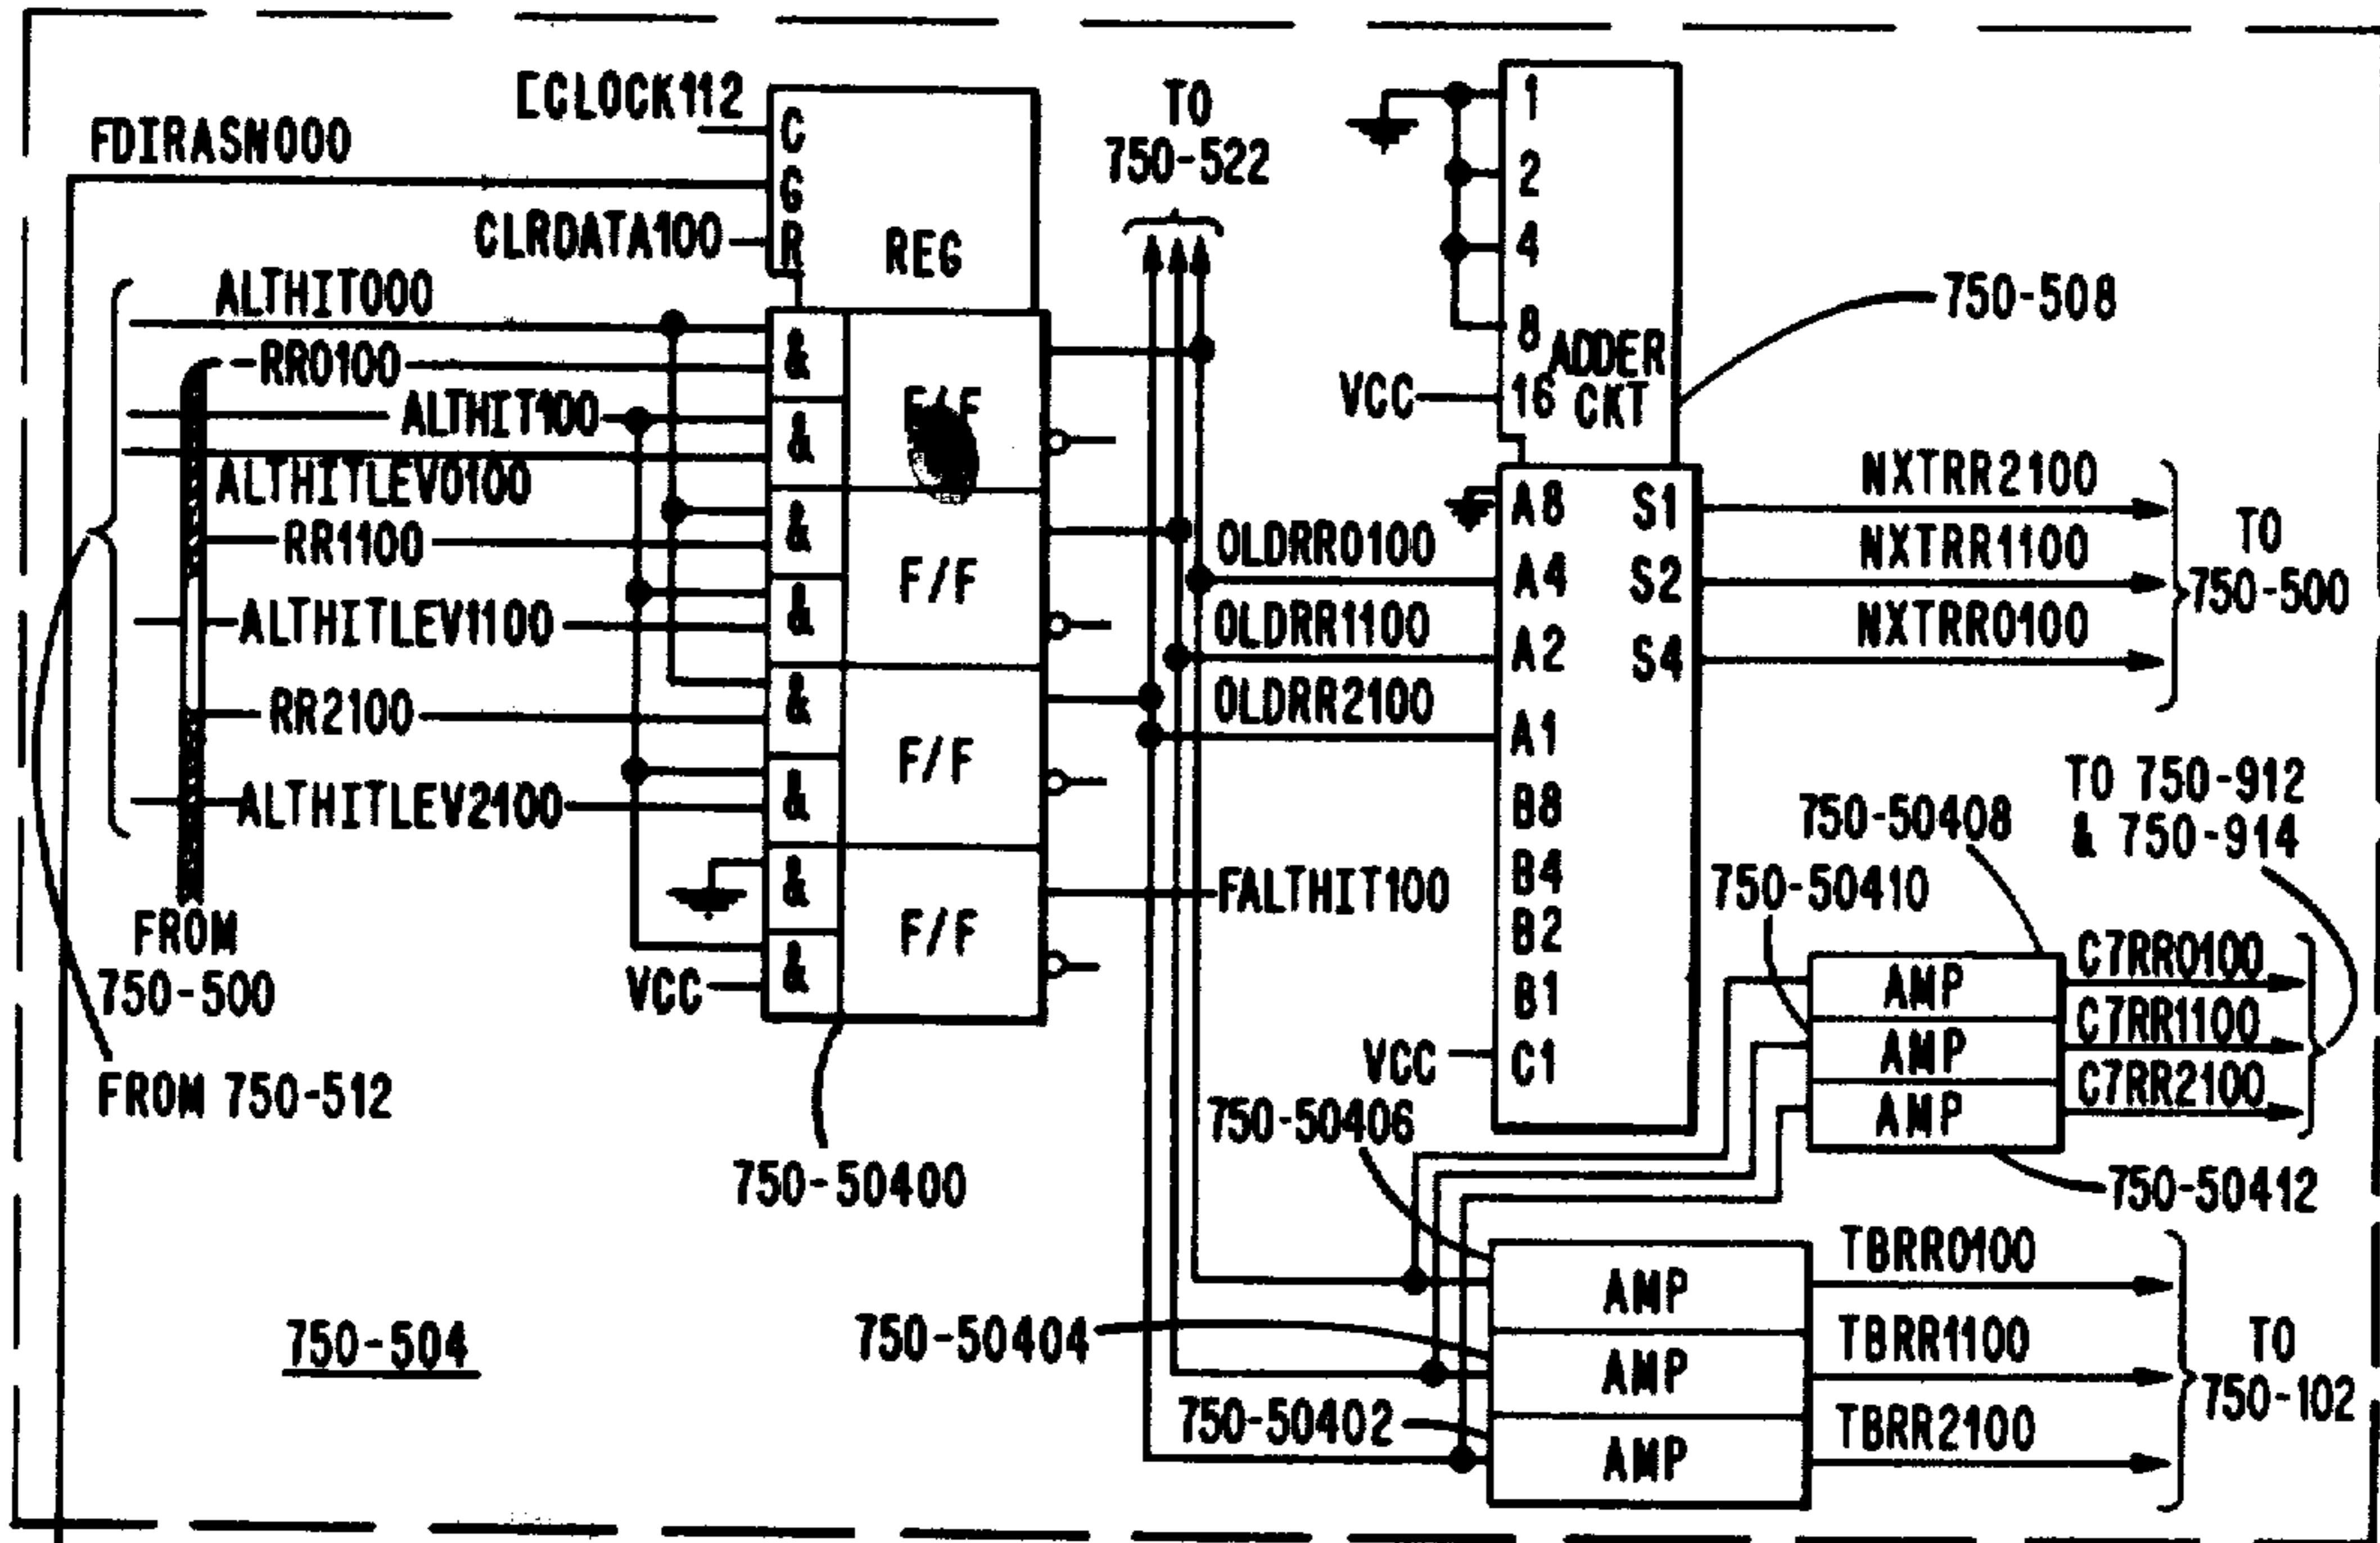 [CLOCK112
FDIRASN000
CLRDATA100
C
G
R
REG
TO
750-522
1
2
4
8
16
ADDER
CKT
VCC
750-508
ALTHIT000
-RR0100
ALTHIT100
ALTHITLEV0100
RR1100
ALTHITLEV1100
RR2100
ALTHITLEV2100
FROM
750-500
FROM 750-512
&
&
&
&
&
&
&
&
VCC
F/F
F/F
F/F
F/F
750-50400
FALTHIT100
OLDRR0100
OLDRR1100
OLDRR2100
A8
A4
A2
A1
B8
B4
B2
B1
C1
VCC
S1
S2
S4
NXTRR2100
NXTRR1100
NXTRR0100
TO
750-500
TO 750-912
& 750-914
750-50408
750-50410
AMP
AMP
AMP
C7RR0100
C7RR1100
C7RR2100
750-50412
750-50406
750-50404
750-50402
AMP
AMP
AMP
TBRR0100
TBRR1100
TBRR2100
TO
750-102
750-504